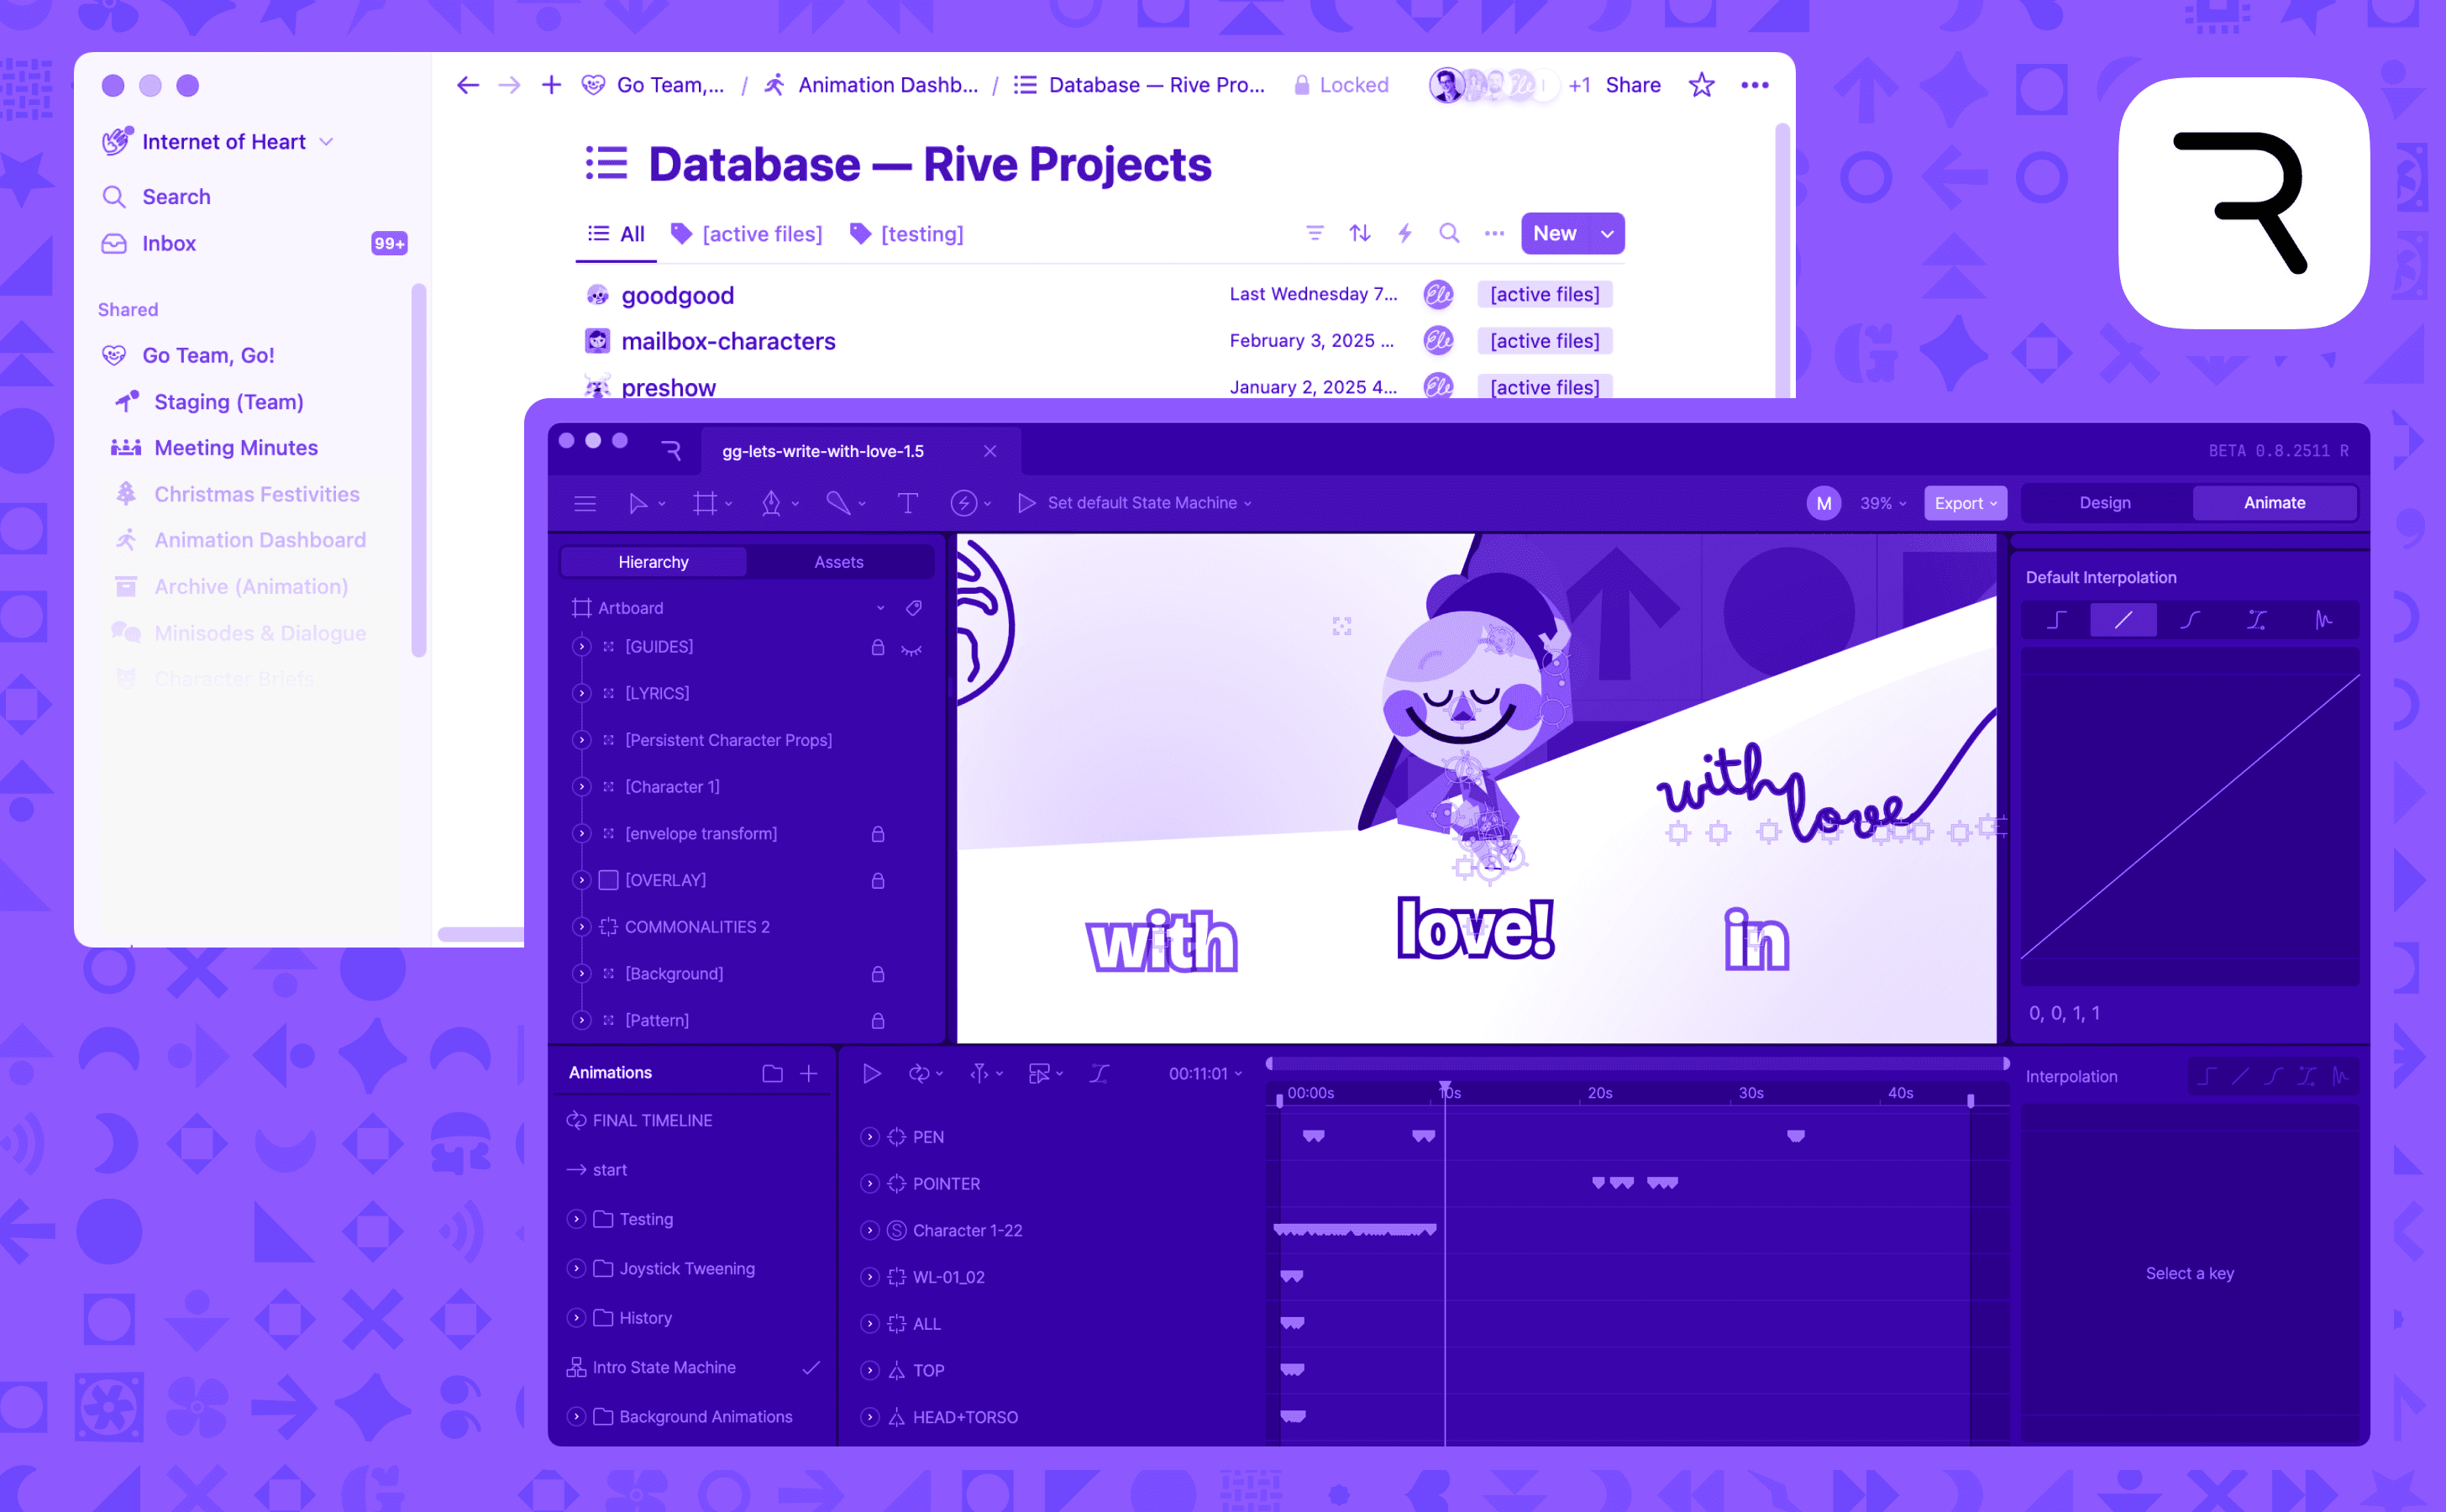 Go Team,... / Animation Dashb... / Database — Rive Pro... Locked +1 Share
Internet of Heart
Search
Inbox 99+
Shared
Go Team, Go!
Staging (Team)
Meeting Minutes
Christmas Festivities
Animation Dashboard
Archive (Animation)
Minisodes & Dialogue
Character Briefs
Database — Rive Projects
All [active files] [testing] New
goodgood Last Wednesday 7... Ele [active files]
mailbox-characters February 3, 2025 ... Ele [active files]
preshow January 2, 2025 4... Ele [active files]
gg-lets-write-with-love-1.5 BETA 0.8.2511 R
Set default State Machine M 39% Export Design Animate
Hierarchy Assets
Artboard
[GUIDES]
[LYRICS]
[Persistent Character Props]
[Character 1]
[envelope transform]
[OVERLAY]
COMMONALITIES 2
[Background]
[Pattern]
with love
with love! in
Default Interpolation
0, 0, 1, 1
Animations
FINAL TIMELINE
start
Testing
Joystick Tweening
History
Intro State Machine
Background Animations
00:11:01
00:00s 10s 20s 30s 40s
PEN
POINTER
Character 1-22
WL-01_02
ALL
TOP
HEAD+TORSO
Interpolation
Select a key